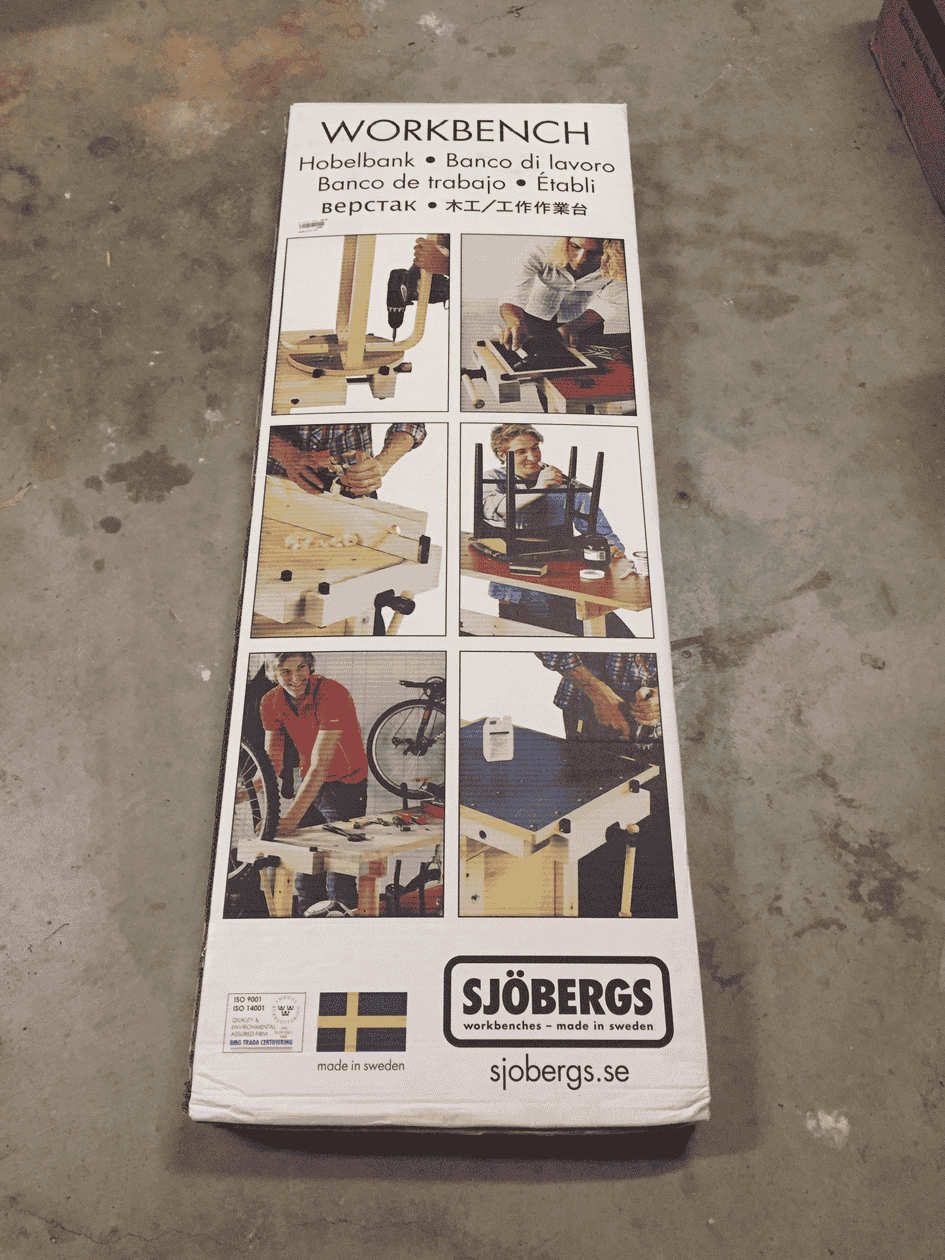 WORKBENCH
Hobelbank • Banco di lavoro
Banco de trabajo • Établi
верстак • 木工/工作作業台
ISO 9001
ISO 14001
QUALITY &
ENVIRONMENTAL
ASSURED FIRM
BMG TRADA CERTIFIERING
made in sweden
SJÖBERGS
workbenches – made in sweden
sjobergs.se